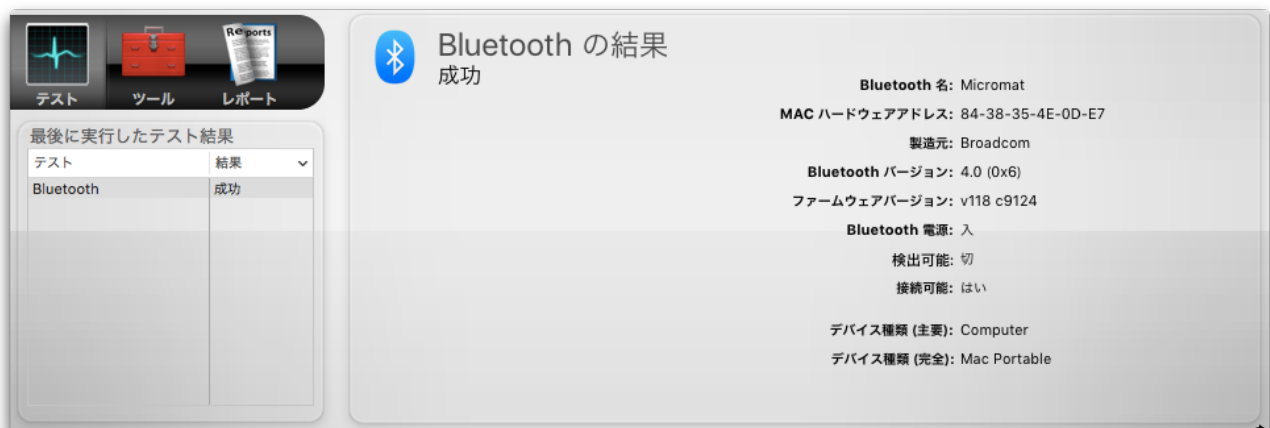 Reports
テスト
ツール
レポート
最後に実行したテスト結果
テスト 結果
Bluetooth 成功
Bluetooth の結果
成功
Bluetooth 名: Micromat
MAC ハードウェアアドレス: 84-38-35-4E-0D-E7
製造元: Broadcom
Bluetooth バージョン: 4.0 (0x6)
ファームウェアバージョン: v118 c9124
Bluetooth 電源: 入
検出可能: 切
接続可能: はい
デバイス種類 (主要): Computer
デバイス種類 (完全): Mac Portable